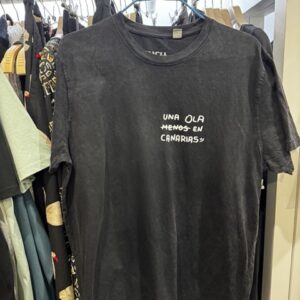 UNA OLA
MENOS EN
CANARIAS